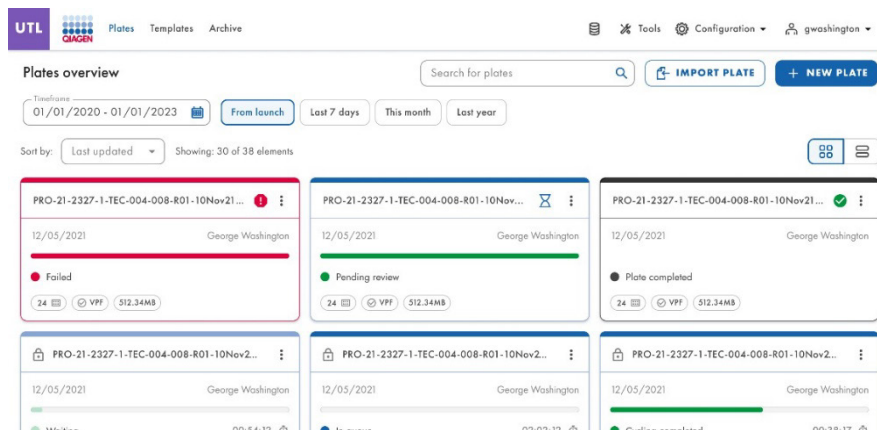 UTL QIAGEN Plates Templates Archive Tools Configuration gwashington
Plates overview Search for plates IMPORT PLATE + NEW PLATE
Timeframe
01/01/2020 - 01/01/2023 From launch Last 7 days This month Last year
Sort by: Last updated Showing: 30 of 38 elements
PRO-21-2327-1-TEC-004-008-R01-10Nov21... PRO-21-2327-1-TEC-004-008-R01-10Nov... PRO-21-2327-1-TEC-004-008-R01-10Nov21...
12/05/2021 George Washington 12/05/2021 George Washington 12/05/2021 George Washington
Failed Pending review Plate completed
24 VPF 512.34MB 24 VPF 512.34MB 24 VPF 512.34MB
PRO-21-2327-1-TEC-004-008-R01-10Nov2... PRO-21-2327-1-TEC-004-008-R01-10Nov2... PRO-21-2327-1-TEC-004-008-R01-10Nov2...
12/05/2021 George Washington 12/05/2021 George Washington 12/05/2021 George Washington
Waiting In queue Cycling completed